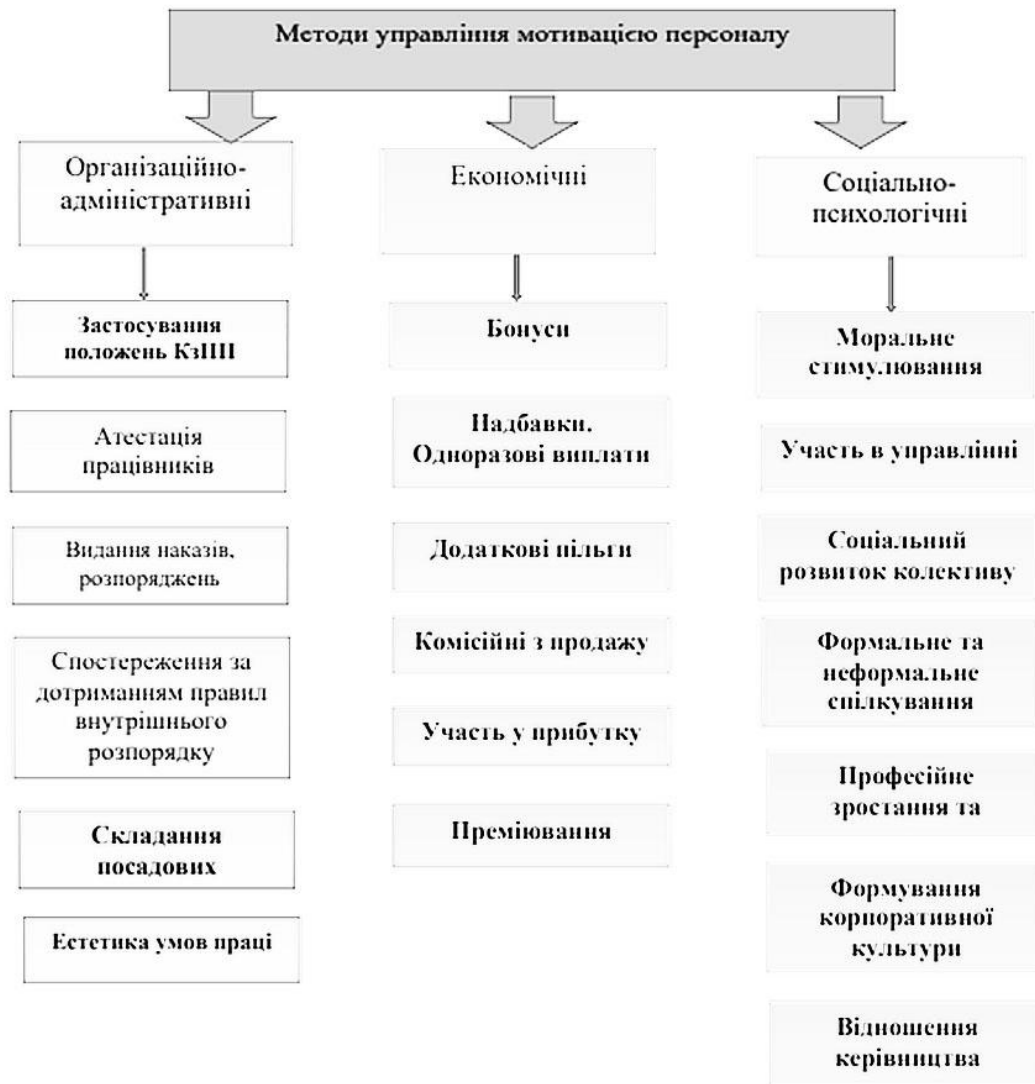 Методи управління мотивацією персоналу
Організаційно-
адміністративні
Застосування
положень КзПП
Атестація
працівників
Видання наказів,
розпоряджень
Спостереження за
дотриманням правил
внутрішнього
розпорядку
Складання
посадових
Естетика умов праці
Економічні
Бонуси
Надбавки.
Одноразові виплати
Додаткові пільги
Комісійні з продажу
Участь у прибутку
Преміювання
Соціально-
психологічні
Моральне
стимулювання
Участь в управлінні
Соціальний
розвиток колективу
Формальне та
неформальне
спілкування
Професійне
зростання та
Формування
корпоративної
культури
Відношення
керівництва